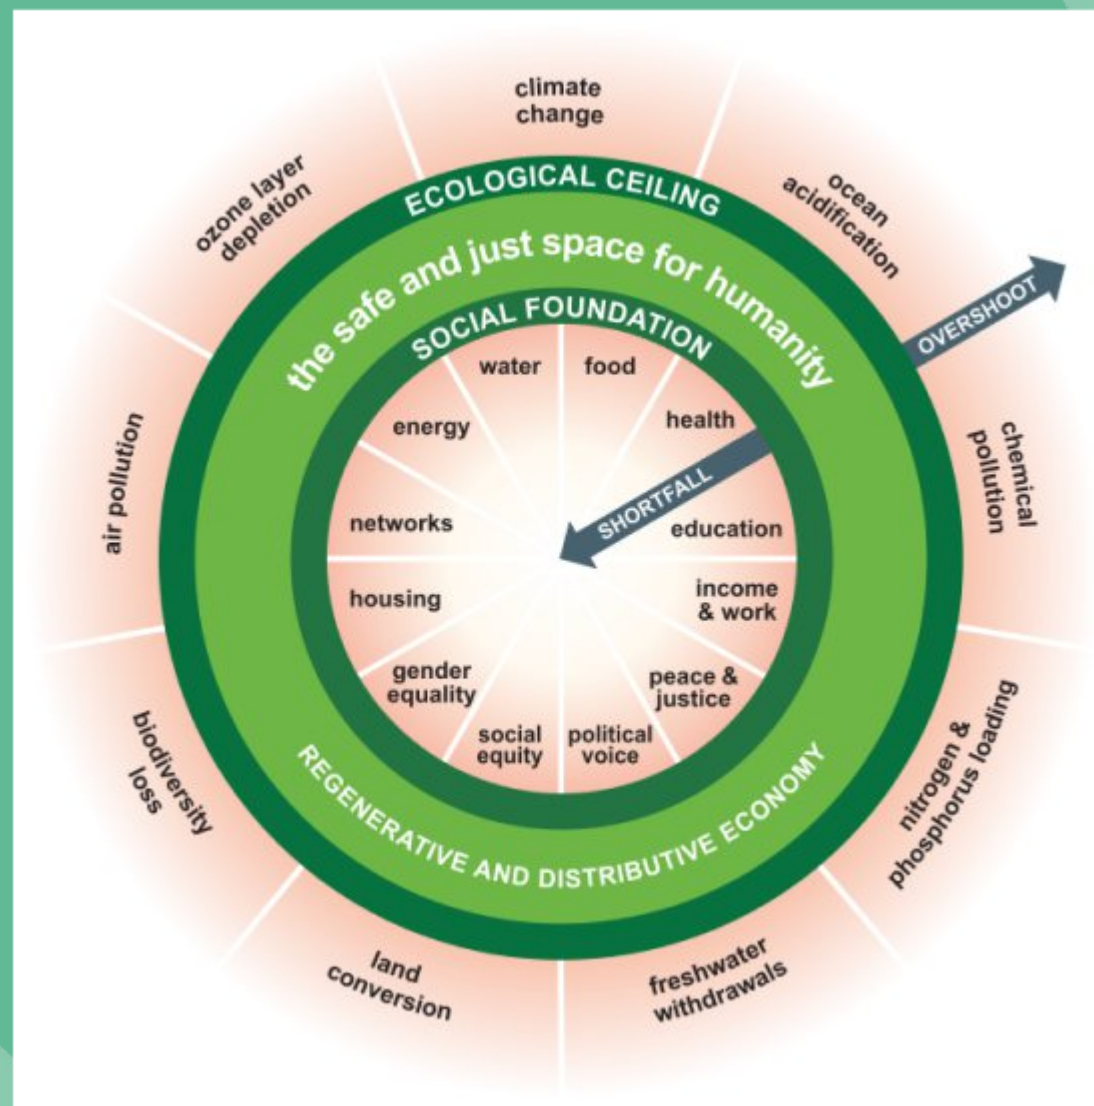 climate
change
ocean
acidification
chemical
pollution
nitrogen &
phosphorus loading
freshwater
withdrawals
land
conversion
biodiversity
loss
air pollution
ozone layer
depletion
OVERSHOOT
ECOLOGICAL CEILING
the safe and just space for humanity
SOCIAL FOUNDATION
water
food
health
SHORTFALL
education
income
& work
peace &
justice
political
voice
social
equity
gender
equality
housing
networks
energy
REGENERATIVE AND DISTRIBUTIVE ECONOMY